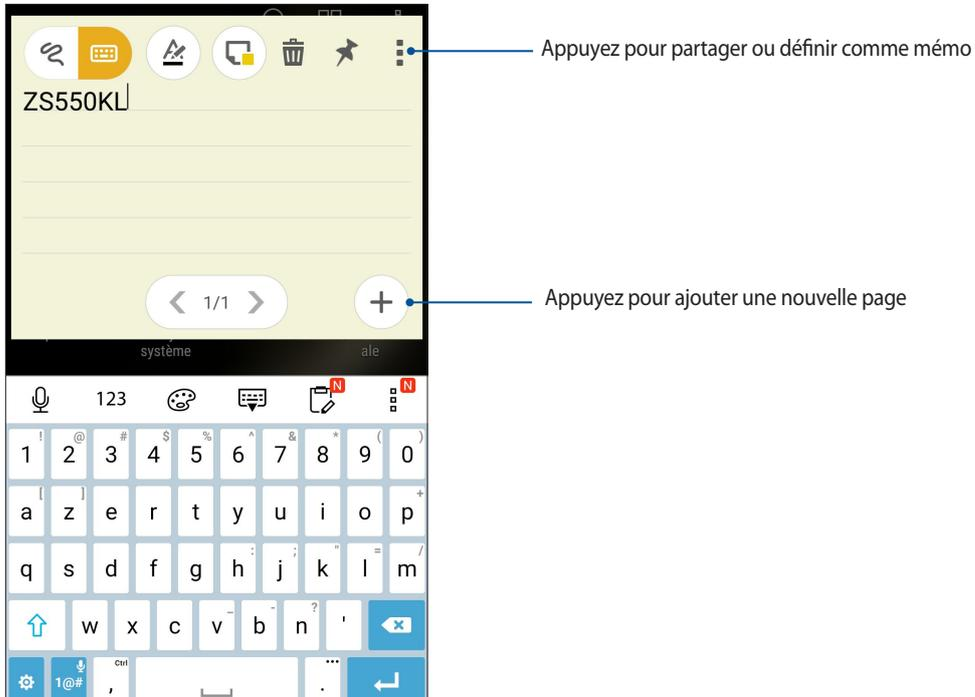 Appuyez pour partager ou définir comme mémo
ZS550KL
1/1
Appuyez pour ajouter une nouvelle page
système
ale
N
N
123
! @ # $ % ^ & * ( )
1 2 3 4 5 6 7 8 9 0
[ ] +
a z e r t y u i o p
: ; " = /
q s d f g h j k l m
_ - ?
w x c v b n '
Ctrl ...
1@# , .